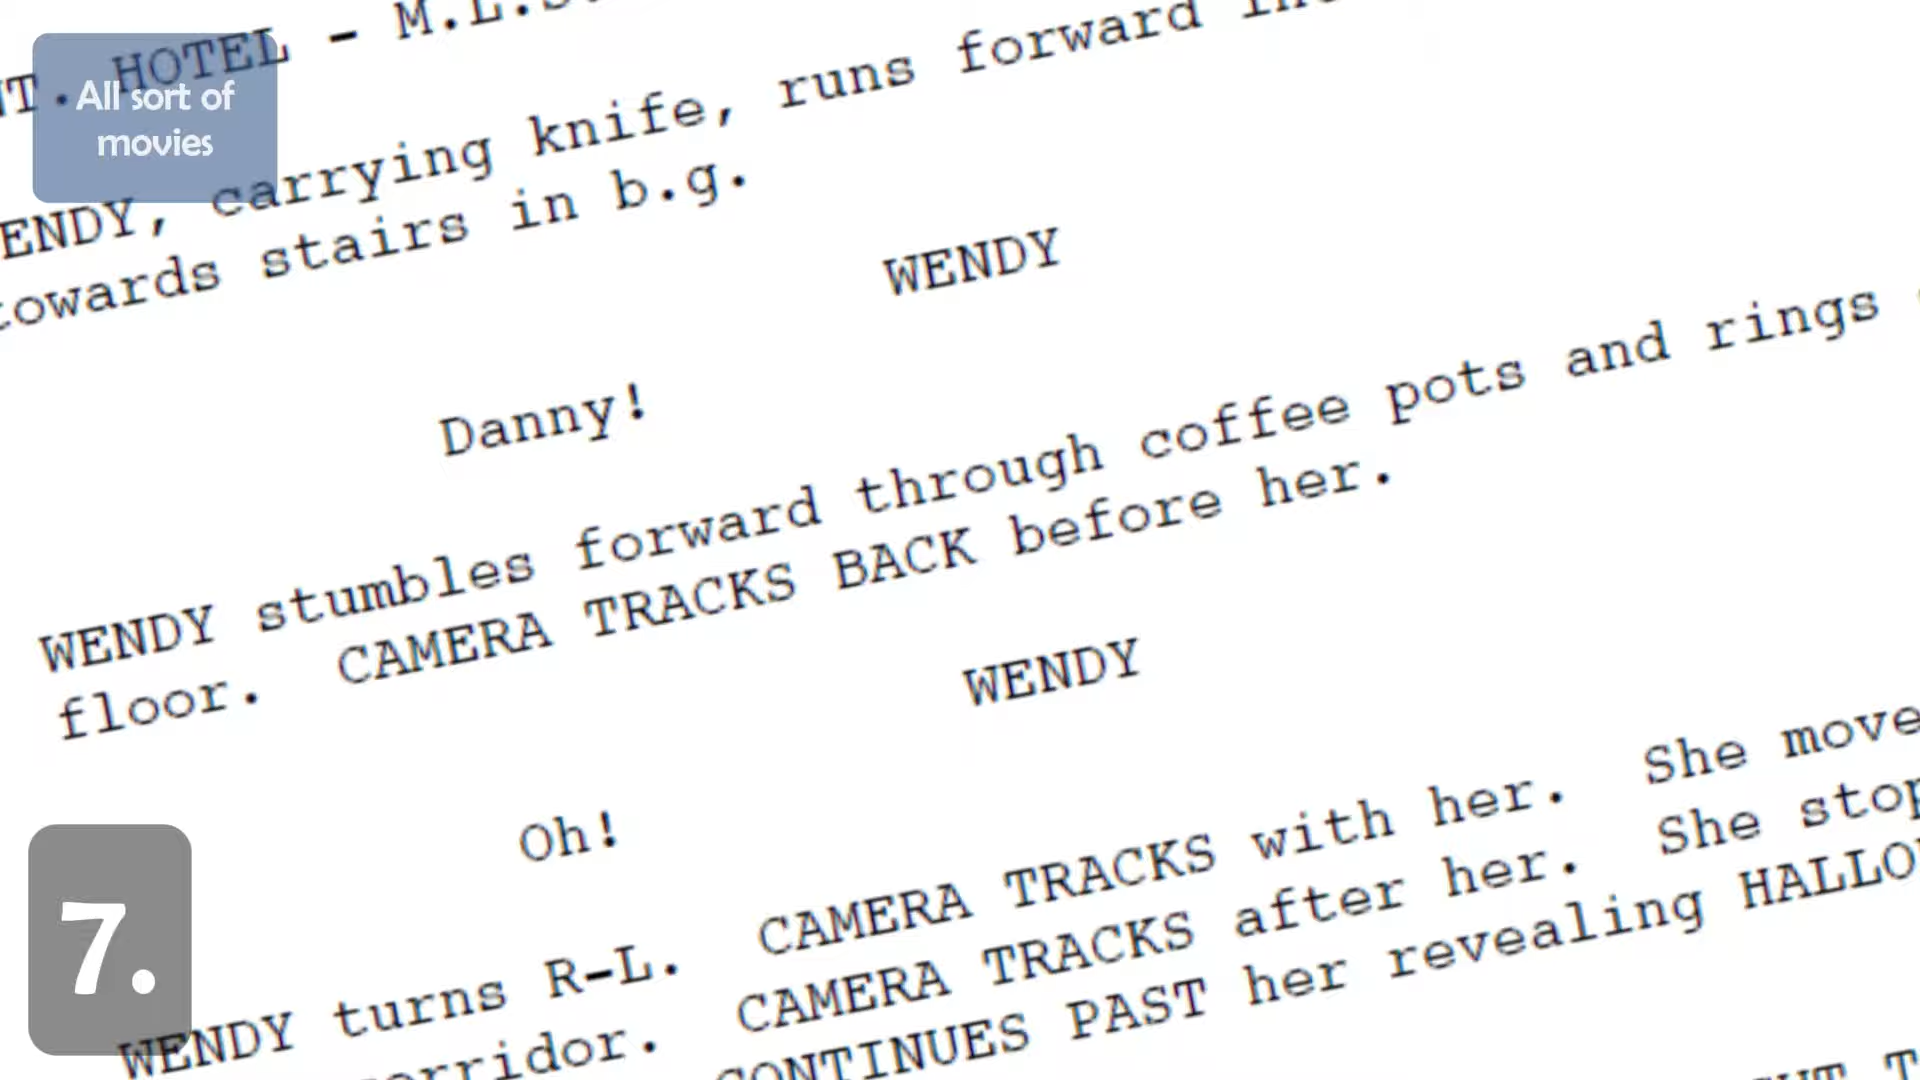 All sort of
movies
HOTEL - M.L.S.
WENDY, carrying knife, runs forward
towards stairs in b.g.
WENDY
Danny!
WENDY stumbles forward through coffee pots and rings
floor. CAMERA TRACKS BACK before her.
WENDY
Oh!
WENDY turns R-L. CAMERA TRACKS with her. She move
corridor. CAMERA TRACKS after her. She stop
CONTINUES PAST her revealing HALLO
7.